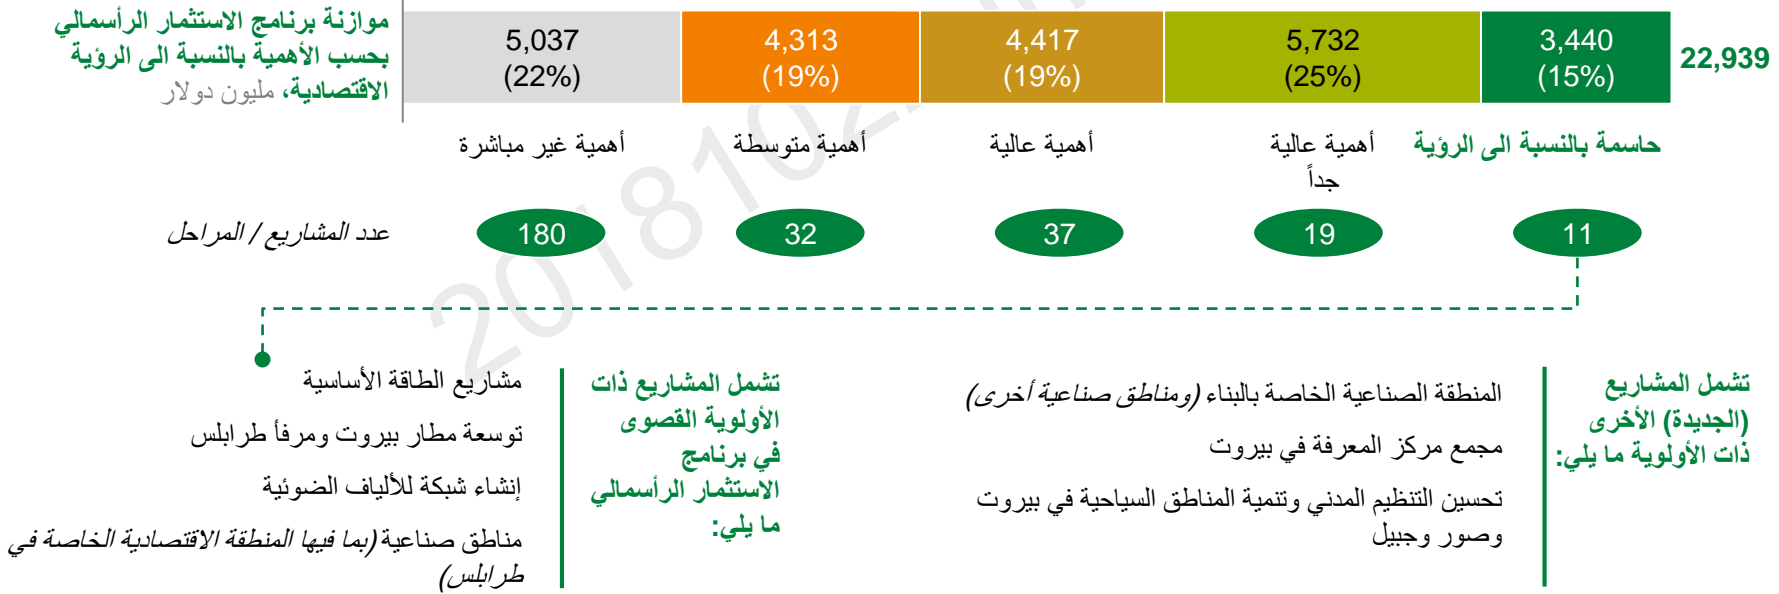 موازنة برنامج الاستثمار الرأسمالي
بحسب الأهمية بالنسبة الى الرؤية
الاقتصادية، مليون دولار
5,037
(22%)
4,313
(19%)
4,417
(19%)
5,732
(25%)
3,440
(15%)
22,939
أهمية غير مباشرة
أهمية متوسطة
أهمية عالية
أهمية عالية
جداً
حاسمة بالنسبة الى الرؤية
عدد المشاريع / المراحل
180
32
37
19
11
تشمل المشاريع
(الجديدة) الأخرى
ذات الأولوية ما يلي:
المنطقة الصناعية الخاصة بالبناء (ومناطق صناعية أخرى)
مجمع مركز المعرفة في بيروت
تحسين التنظيم المدني وتنمية المناطق السياحية في بيروت
وصور وجبيل
تشمل المشاريع ذات
الأولوية القصوى
في برنامج
الاستثمار الرأسمالي
ما يلي:
مشاريع الطاقة الأساسية
توسعة مطار بيروت ومرفأ طرابلس
إنشاء شبكة للألياف الضوئية
مناطق صناعية (بما فيها المنطقة الاقتصادية الخاصة في
طرابلس)